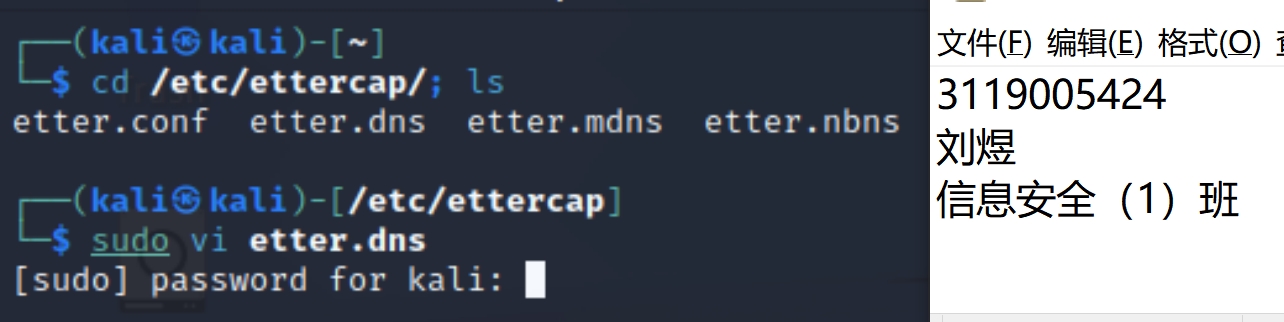 ┌──(kali㉿kali)-[~]
└─$ cd /etc/ettercap/; ls
etter.conf  etter.dns  etter.mdns  etter.nbns
┌──(kali㉿kali)-[/etc/ettercap]
└─$ sudo vi etter.dns
[sudo] password for kali:
文件(F) 编辑(E) 格式(O)
3119005424
刘煜
信息安全（1）班